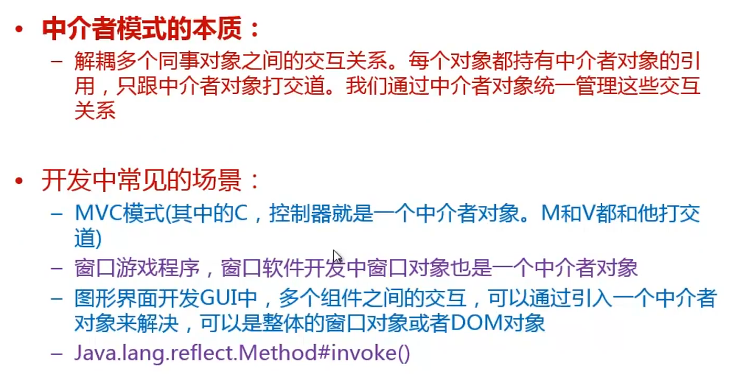 • 中介者模式的本质：
– 解耦多个同事对象之间的交互关系。每个对象都持有中介者对象的引
用，只跟中介者对象打交道。我们通过中介者对象统一管理这些交互
关系
• 开发中常见的场景：
– MVC模式(其中的C，控制器就是一个中介者对象。M和V都和他打交
道)
– 窗口游戏程序，窗口软件开发中窗口对象也是一个中介者对象
– 图形界面开发GUI中，多个组件之间的交互，可以通过引入一个中介者
对象来解决，可以是整体的窗口对象或者DOM对象
– Java.lang.reflect.Method#invoke()